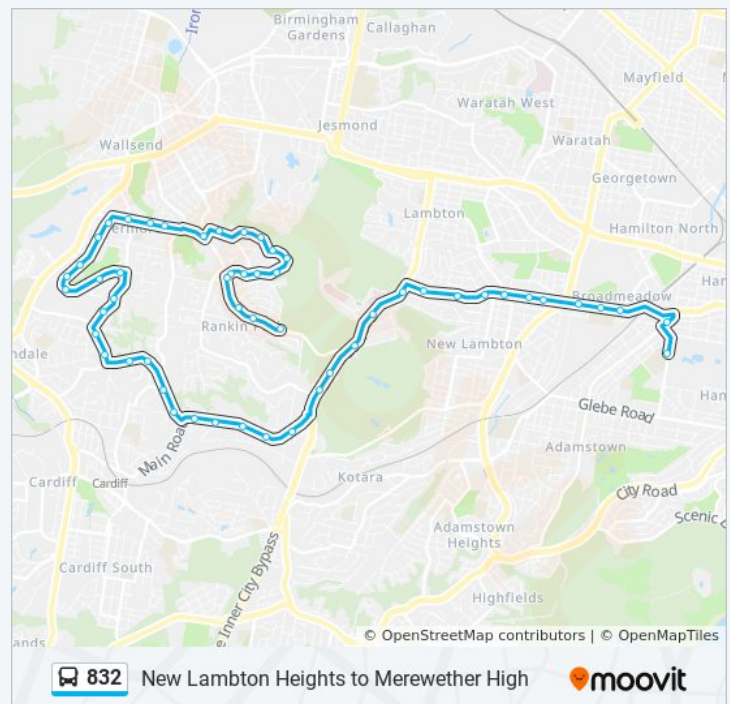 Birmingham
Gardens
Callaghan
Iron
Mayfield
Waratah West
Jesmond
Wallsend
Waratah
Georgetown
Lambton
Hamilton North
Broadmeadow
Rankin
New Lambton
ndale
Glebe Road
Main Road
Adamstown
Kotara
Cardiff
Cardiff
City Road
Scenic
Adamstown
Heights
e Inner City Bypass
Cardiff South
Highfields
ands
© OpenStreetMap contributors | © OpenMapTiles
832 New Lambton Heights to Merewether High moovit